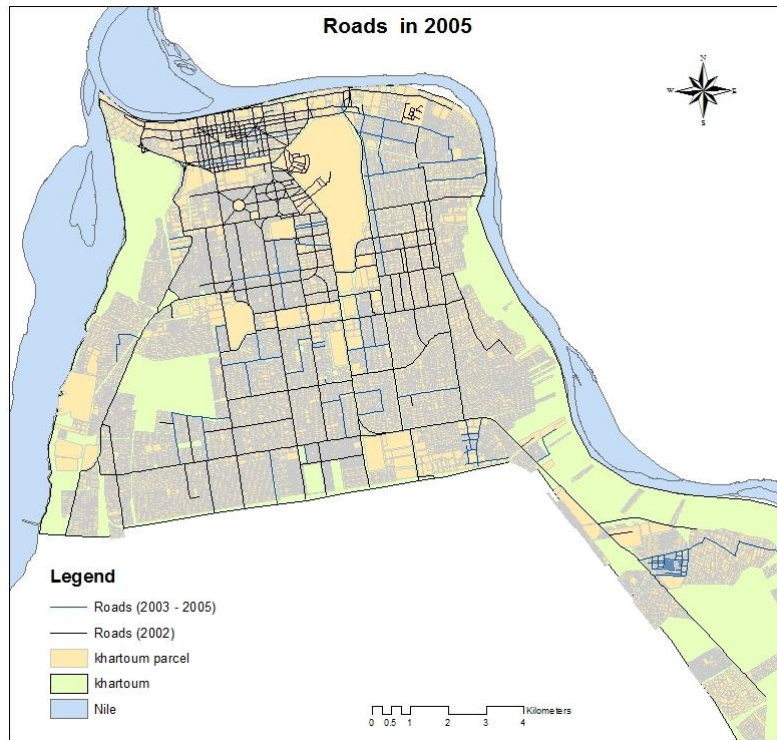 Roads in 2005
N
W E
S
Legend
Roads (2003 - 2005)
Roads (2002)
khartoum parcel
khartoum
Nile
Kilometers
0 0.5 1 2 3 4